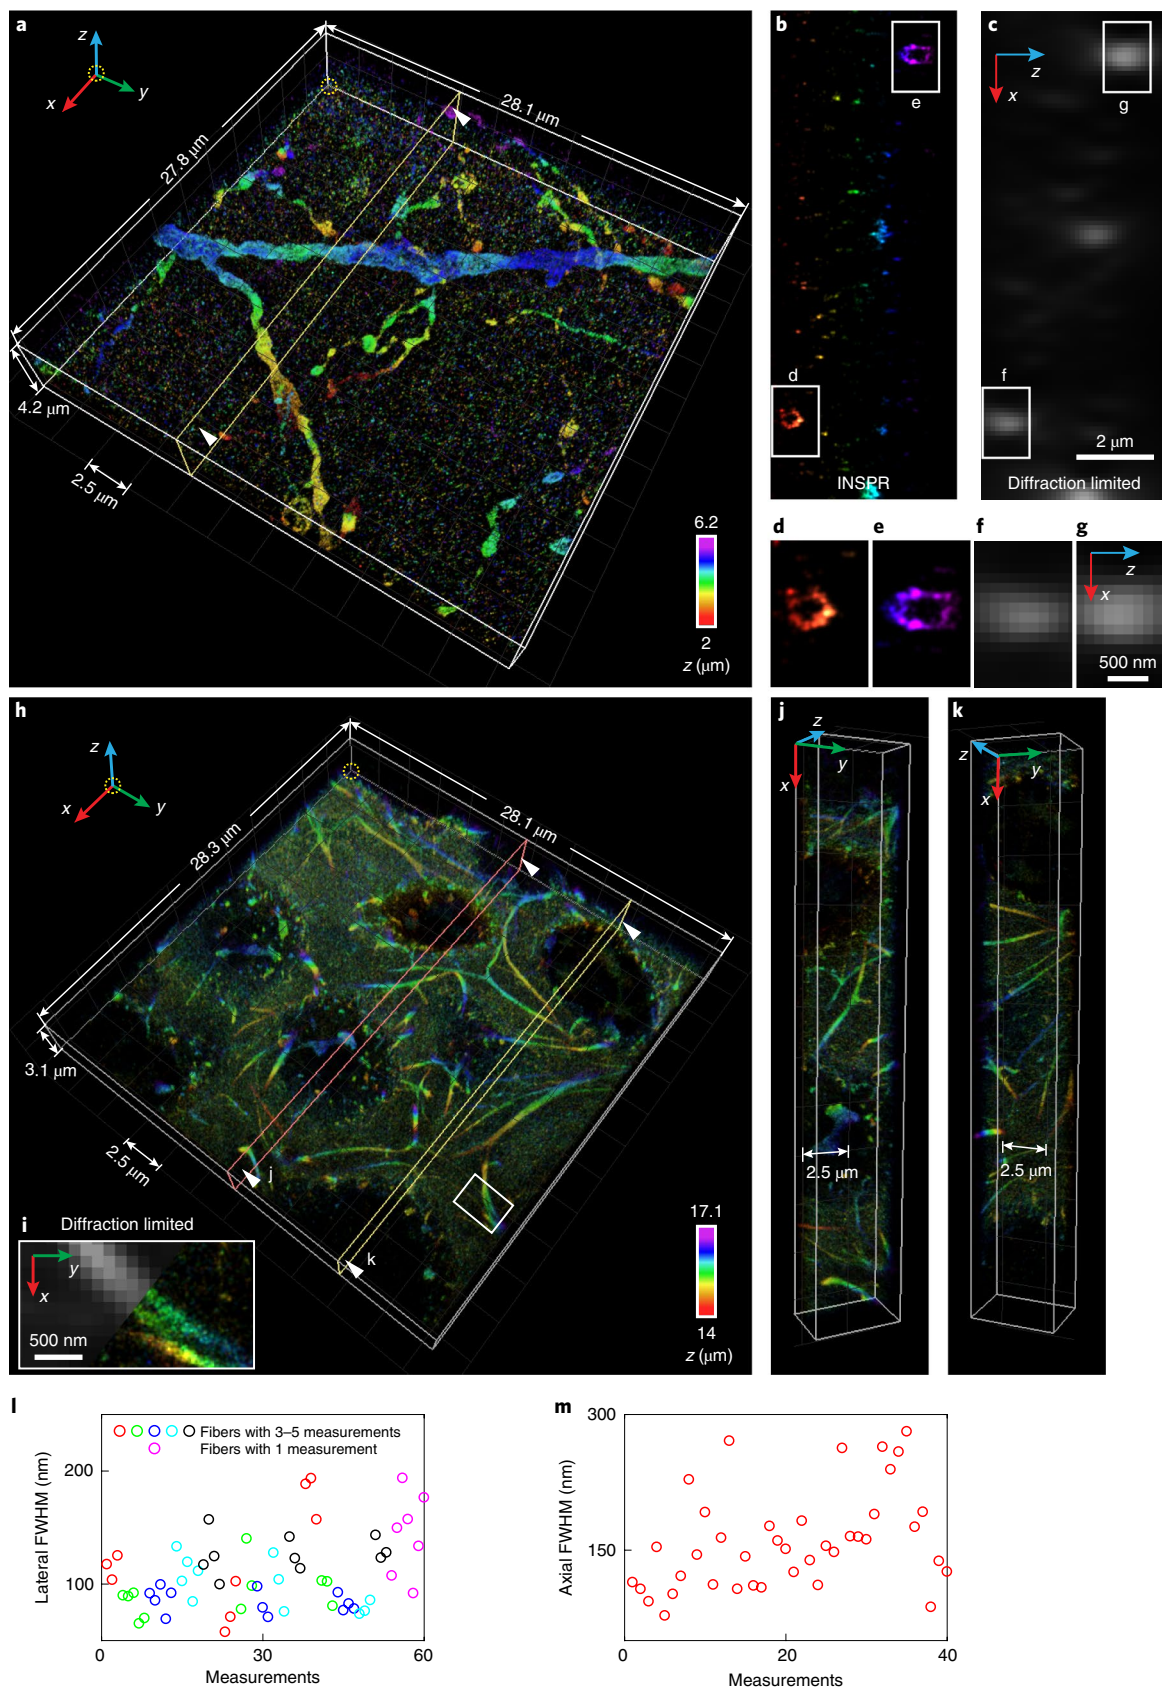 a
z
x
y
27.8 µm
28.1 µm
4.2 µm
2.5 µm
6.2
2
z (µm)
b
e
d
INSPR
c
z
x
g
f
2 µm
Diffraction limited
d
e
f
g
z
x
500 nm
h
z
x
y
28.3 µm
28.1 µm
3.1 µm
2.5 µm
j
k
17.1
14
z (µm)
i
Diffraction limited
y
x
500 nm
j
z
y
x
2.5 µm
k
z
y
x
2.5 µm
l
Fibers with 3–5 measurements
Fibers with 1 measurement
Lateral FWHM (nm)
200
100
0
30
60
Measurements
m
Axial FWHM (nm)
300
150
0
20
40
Measurements